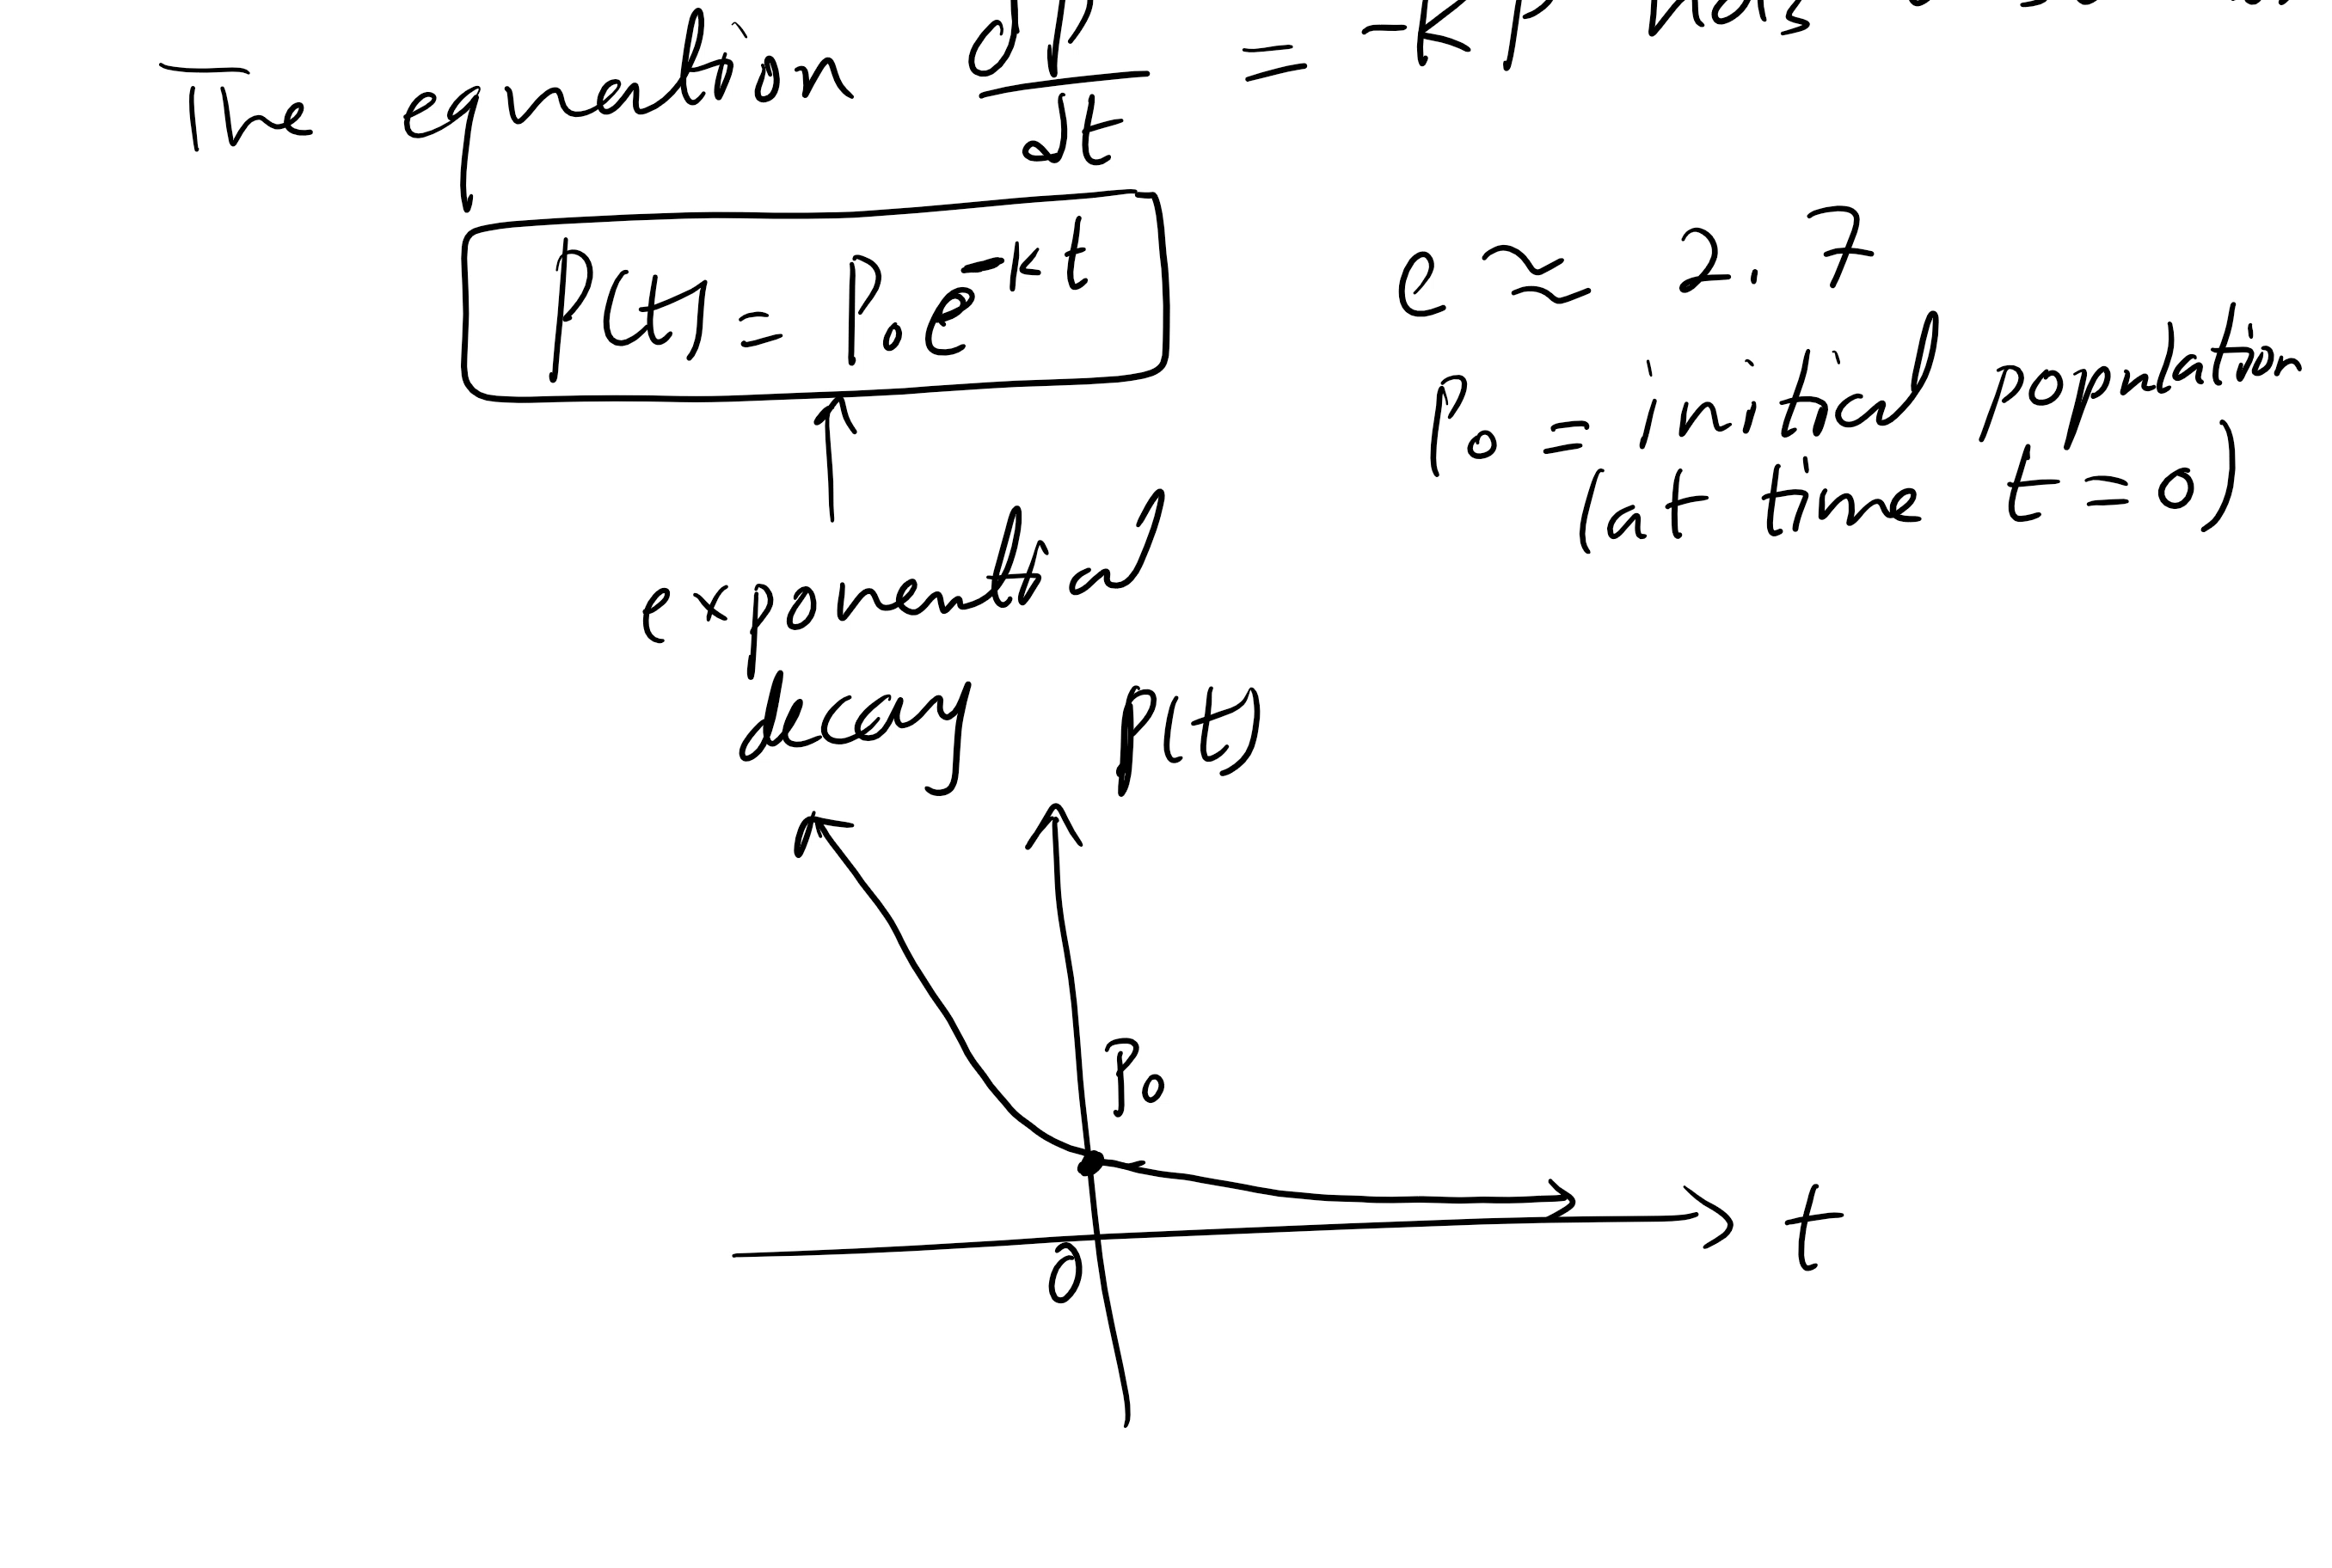 The equation dP/dt = -kP has
P(t) = P₀e^-kt
e ≈ 2.7
P₀ = initial population
(at time t = 0)
exponential
decay
P(t)
P₀
t
0